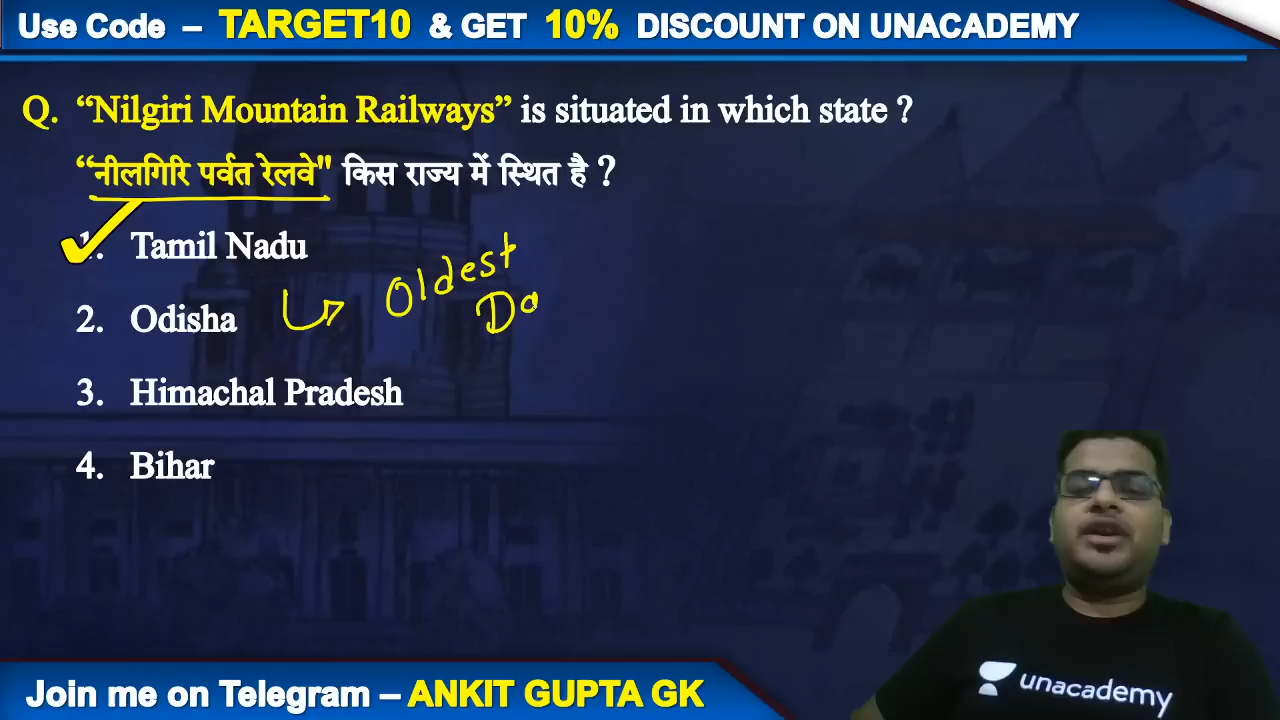 Use Code – TARGET10 & GET 10% DISCOUNT ON UNACADEMY
Q. “Nilgiri Mountain Railways” is situated in which state ?
“नीलगिरि पर्वत रेलवे" किस राज्य में स्थित है ?
1. Tamil Nadu
Oldest
2. Odisha
Da
3. Himachal Pradesh
4. Bihar
unacademy
Join me on Telegram – ANKIT GUPTA GK